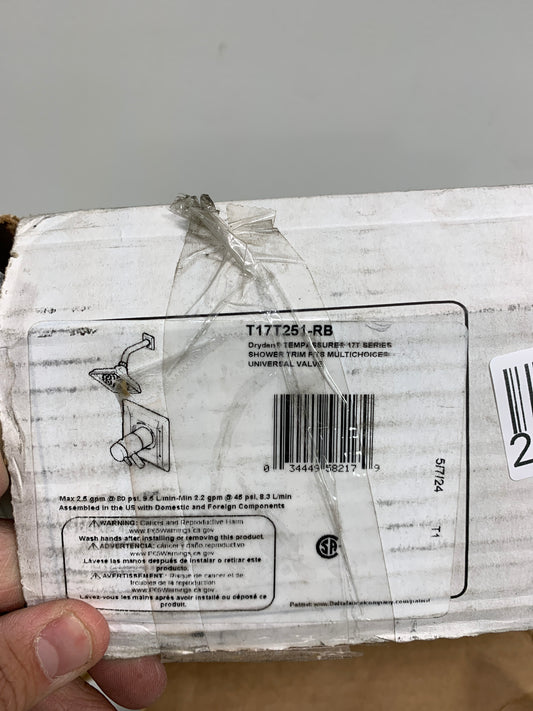 T17T251-RB
Dryden® TEMPASSURE® 17T SERIES
SHOWER TRIM FITS MULTICHOICE®
UNIVERSAL VALVE
0 34449 58217 9
5/7/24 T1
2
Max 2.5 gpm @ 80 psi, 9.5 L/min-Min 2.2 gpm @ 45 psi, 8.3 L/min
Assembled in the US with Domestic and Foreign Components
⚠WARNING: Cancer and Reproductive Harm
www.P65Warnings.ca.gov
Wash hands after installing or removing this product.
⚠ADVERTENCIA: cáncer y daño reproductivo
www.P65Warnings.ca.gov
Lávese las manos después de instalar o retirar este
producto.
⚠AVERTISSEMENT : Risque de cancer et de
troubles de la reproduction
www.P65Warnings.ca.gov
Lavez-vous les mains après avoir installé ou déposé ce
produit.
Patent: www.